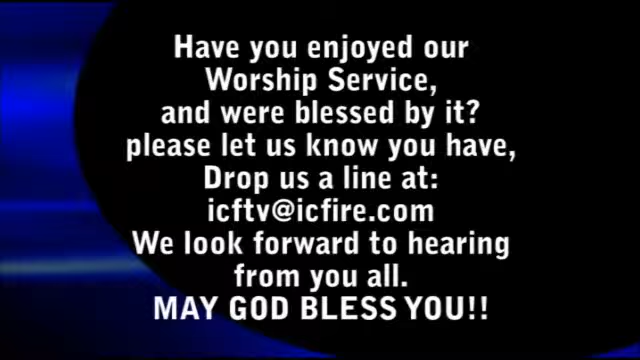 Have you enjoyed our
Worship Service,
and were blessed by it?
please let us know you have,
Drop us a line at:
icftv@icfire.com
We look forward to hearing
from you all.
MAY GOD BLESS YOU!!